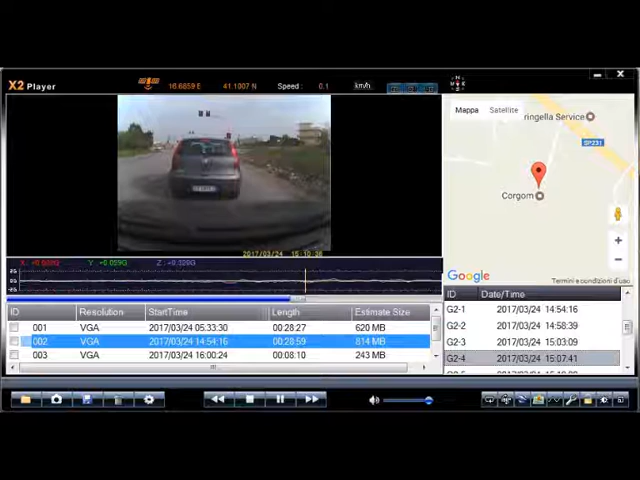 X2 Player
16.6859 E
41.1007 N
Speed :
0.1
km/h
2017/03/24 15:10:36
Mappa
Satellite
ringella Service
SP231
Corgom
Google
Termini e condizioni d'uso
ID
Resolution
StartTime
Length
Estimate Size
001
VGA
2017/03/24 05:33:30
00:28:27
620 MB
002
VGA
2017/03/24 14:54:16
00:28:59
814 MB
003
VGA
2017/03/24 16:00:24
00:08:10
243 MB
ID
Date/Time
G2-1
2017/03/24 14:54:16
G2-2
2017/03/24 14:58:39
G2-3
2017/03/24 15:03:09
G2-4
2017/03/24 15:07:41